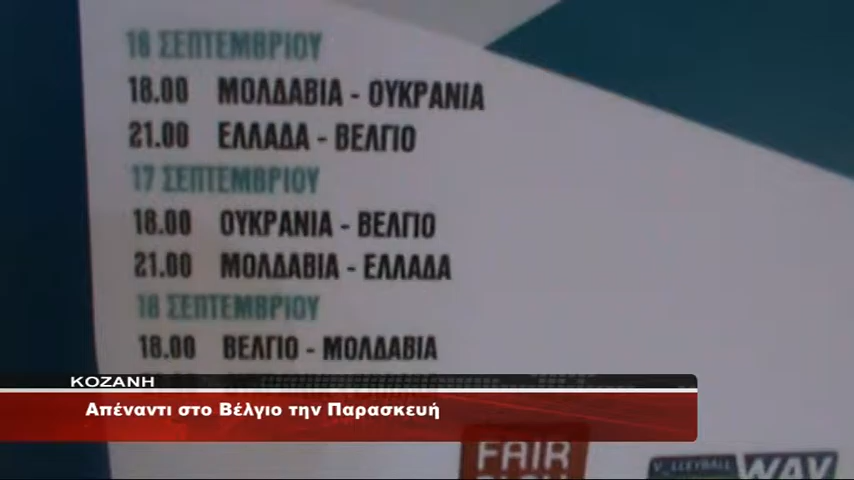 16 ΣΕΠΤΕΜΒΡΙΟΥ
18.00 ΜΟΛΔΑΒΙΑ - ΟΥΚΡΑΝΙΑ
21.00 ΕΛΛΑΔΑ - ΒΕΛΓΙΟ
17 ΣΕΠΤΕΜΒΡΙΟΥ
18.00 ΟΥΚΡΑΝΙΑ - ΒΕΛΓΙΟ
21.00 ΜΟΛΔΑΒΙΑ - ΕΛΛΑΔΑ
18 ΣΕΠΤΕΜΒΡΙΟΥ
18.00 ΒΕΛΓΙΟ - ΜΟΛΔΑΒΙΑ
ΚΟΖΑΝΗ
Απέναντι στο Βέλγιο την Παρασκευή
FAIR
WAY